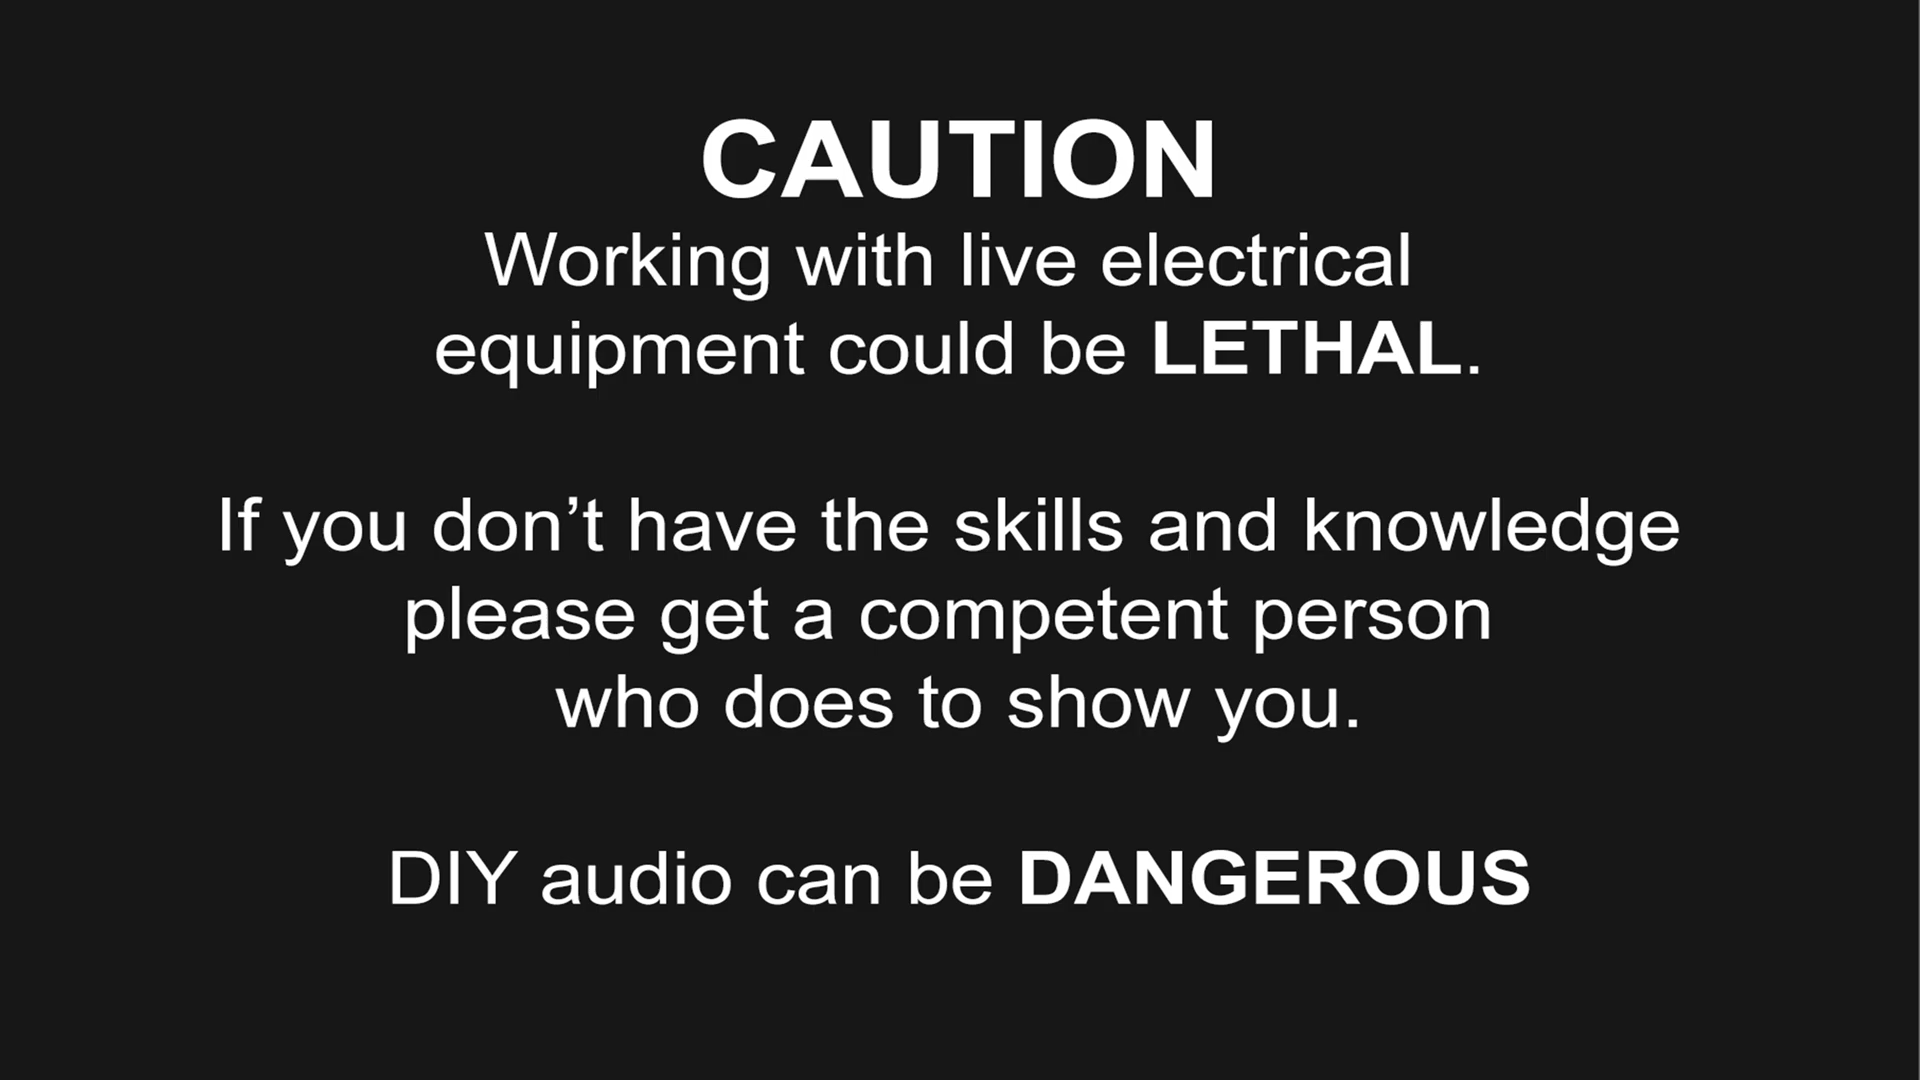 CAUTION
Working with live electrical
equipment could be LETHAL.
If you don’t have the skills and knowledge
please get a competent person
who does to show you.
DIY audio can be DANGEROUS